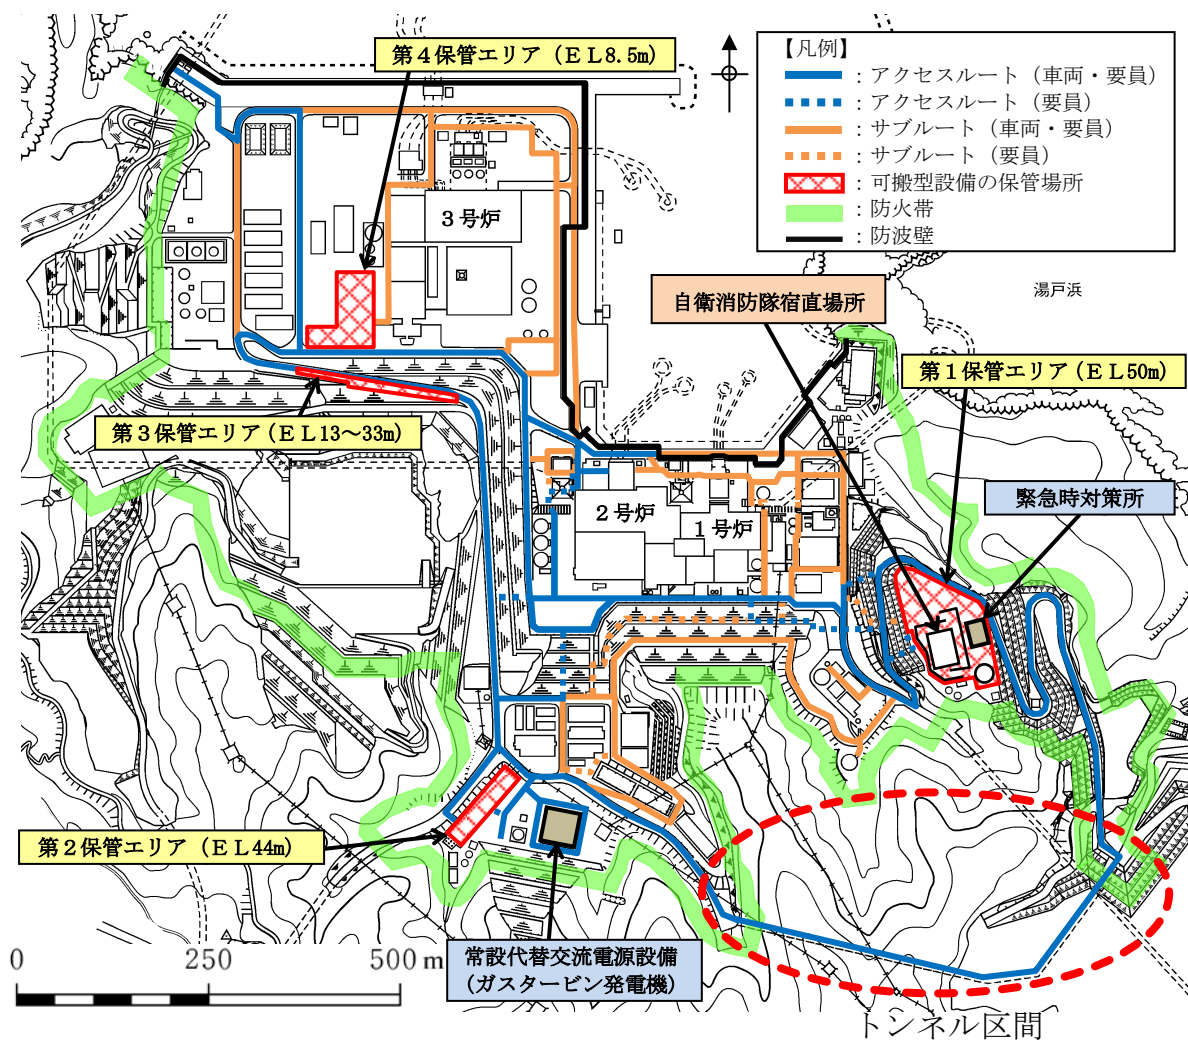 第４保管エリア（ＥＬ8.5m）
【凡例】
：アクセスルート（車両・要員）
：アクセスルート（要員）
：サブルート（車両・要員）
：サブルート（要員）
：可搬型設備の保管場所
：防火帯
：防波壁
３号炉
湯戸浜
自衛消防隊宿直場所
第１保管エリア（ＥＬ50m）
第３保管エリア（ＥＬ13～33m）
緊急時対策所
２号炉
１号炉
第２保管エリア（ＥＬ44m）
常設代替交流電源設備
（ガスタービン発電機）
0 250 500 m
トンネル区間